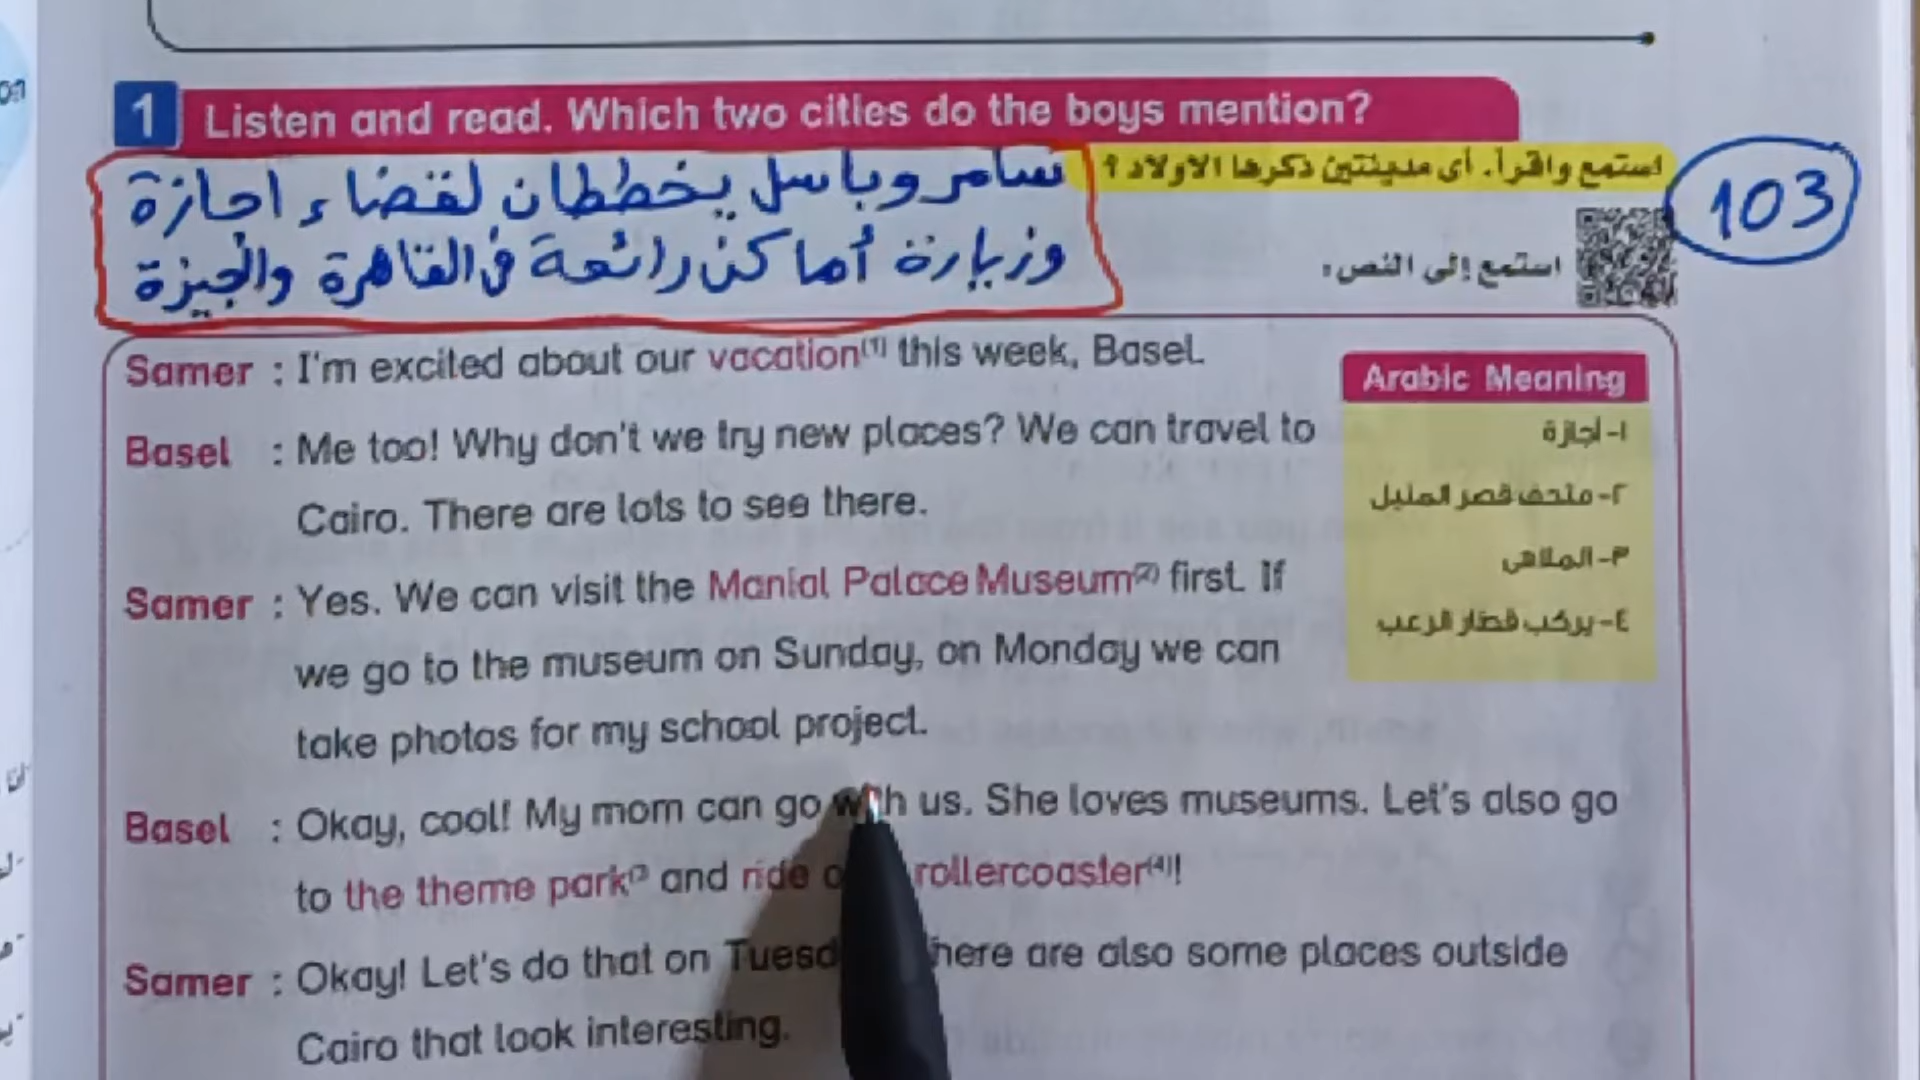 1 Listen and read. Which two cities do the boys mention?
استمع واقرأ. أى مدينتين ذكرها الاولاد ؟
103
سامر وباسل يخططان لقضاء اجازة
وزيارة أماكن رائعة فى القاهرة والجيزة
استمع إلى النص:
Samer : I'm excited about our vacation(1) this week, Basel.
Basel : Me too! Why don't we try new places? We can travel to
Cairo. There are lots to see there.
Samer : Yes. We can visit the Manial Palace Museum(2) first. If
we go to the museum on Sunday, on Monday we can
take photos for my school project.
Basel : Okay, cool! My mom can go with us. She loves museums. Let's also go
to the theme park(3) and ride rollercoaster(4)!
Samer : Okay! Let's do that on Tuesd here are also some places outside
Cairo that look interesting.
Arabic Meaning
١- أجازة
٢- متحف قصر المنيل
٣- الملاهى
٤- يركب قطار الرعب